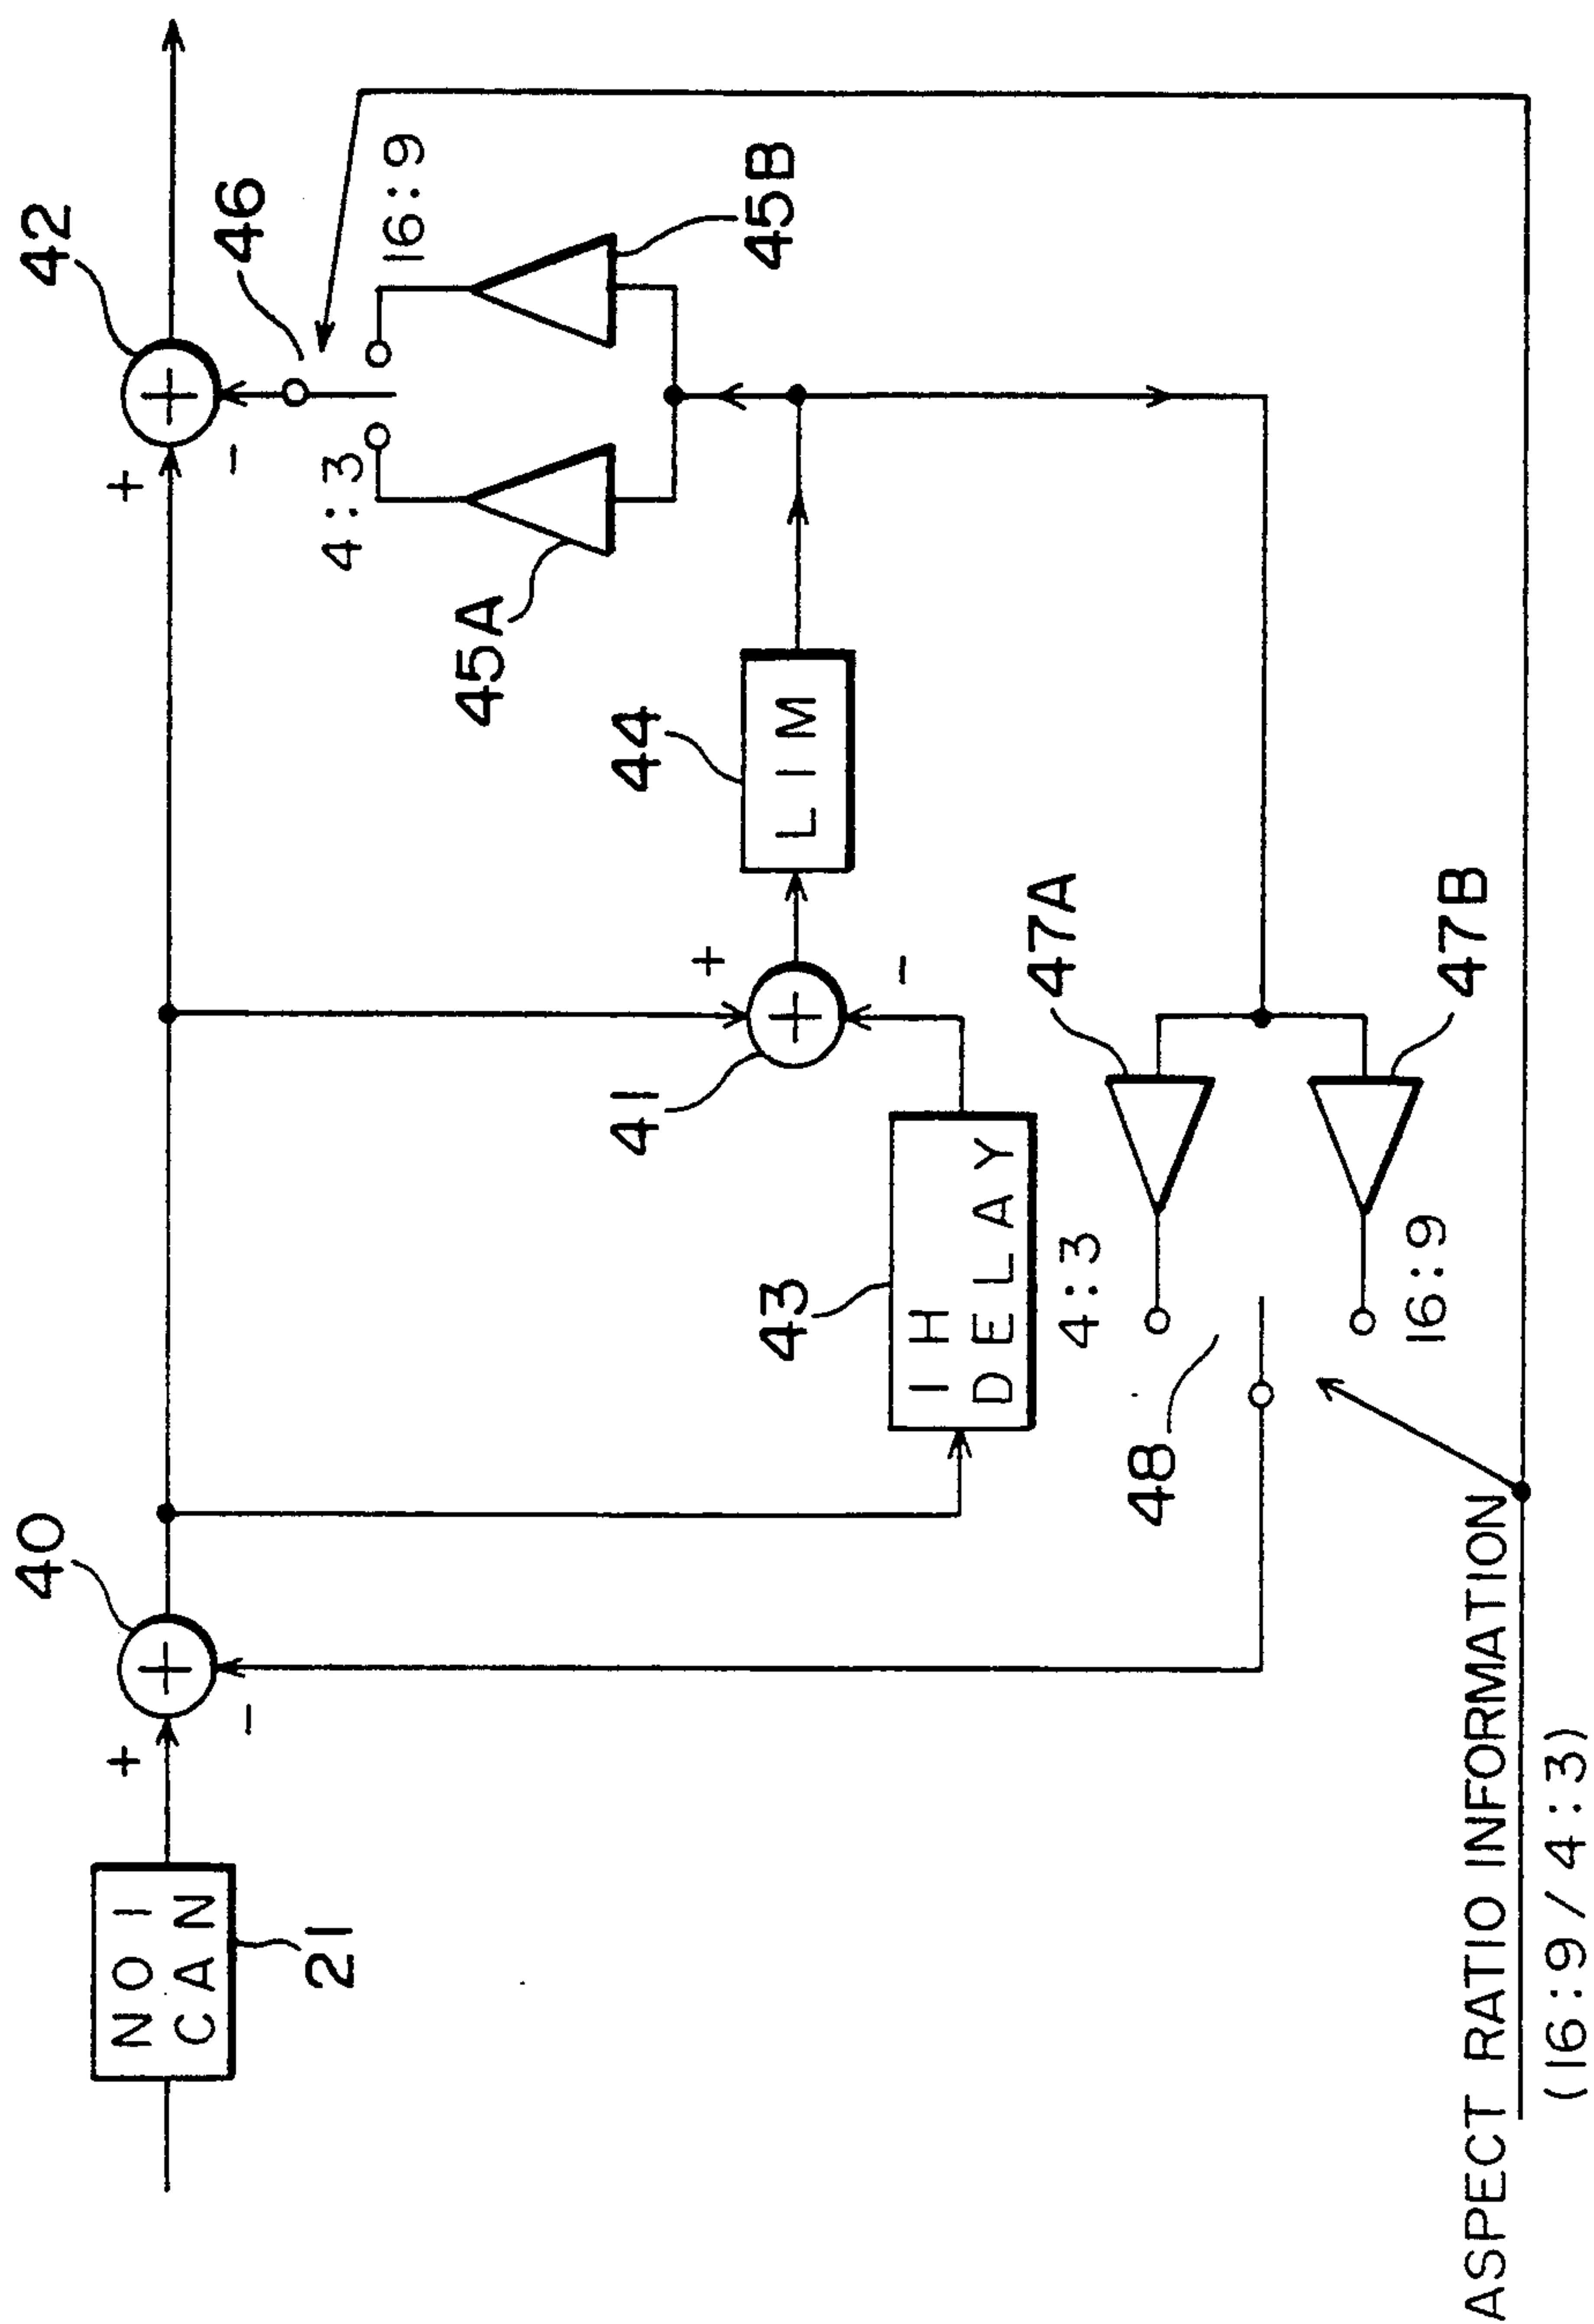 42
46
16:9
45B
+
-
4:3
45A
44
LIM
+
-
41
43
1H
DELAY
47A
47B
4:3
16:9
48
40
+
-
NOI
CAN
21
ASPECT RATIO INFORMATION
(16:9/4:3)